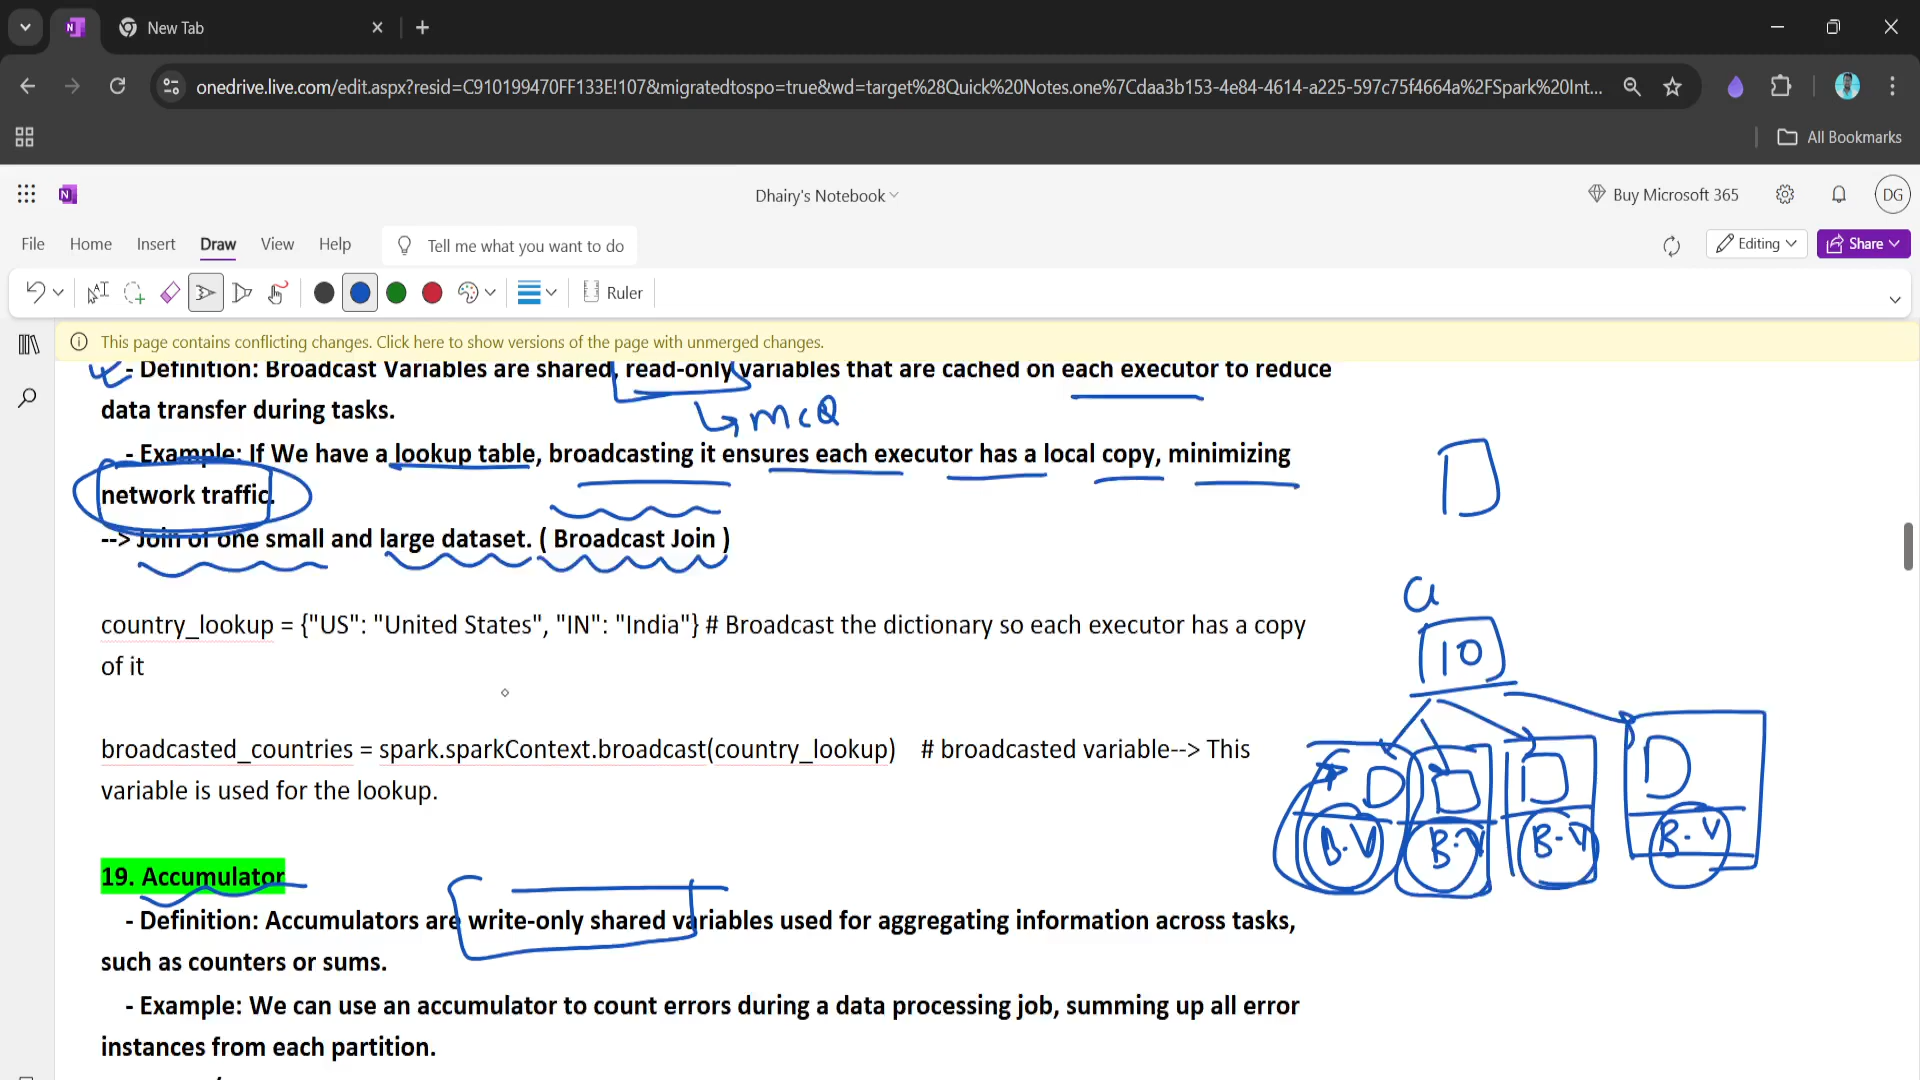 New Tab
onedrive.live.com/edit.aspx?resid=C910199470FF133E!107&migratedtospo=true&wd=target%28Quick%20Notes.one%7Cdaa3b153-4e84-4614-a225-597c75f4664a%2FSpark%20Int...
All Bookmarks
Dhairy's Notebook
Buy Microsoft 365
DG
File Home Insert Draw View Help
Tell me what you want to do
Editing
Share
Ruler
This page contains conflicting changes. Click here to show versions of the page with unmerged changes.
- Definition: Broadcast Variables are shared, read-only variables that are cached on each executor to reduce
data transfer during tasks.
McQ
- Example: If We have a lookup table, broadcasting it ensures each executor has a local copy, minimizing
network traffic.
--> Join of one small and large dataset. ( Broadcast Join )
D
a
10
country_lookup = {"US": "United States", "IN": "India"} # Broadcast the dictionary so each executor has a copy
of it
broadcasted_countries = spark.sparkContext.broadcast(country_lookup) # broadcasted variable--> This
variable is used for the lookup.
D D D D
B.V B.V B.V B.V
19. Accumulator
- Definition: Accumulators are write-only shared variables used for aggregating information across tasks,
such as counters or sums.
- Example: We can use an accumulator to count errors during a data processing job, summing up all error
instances from each partition.